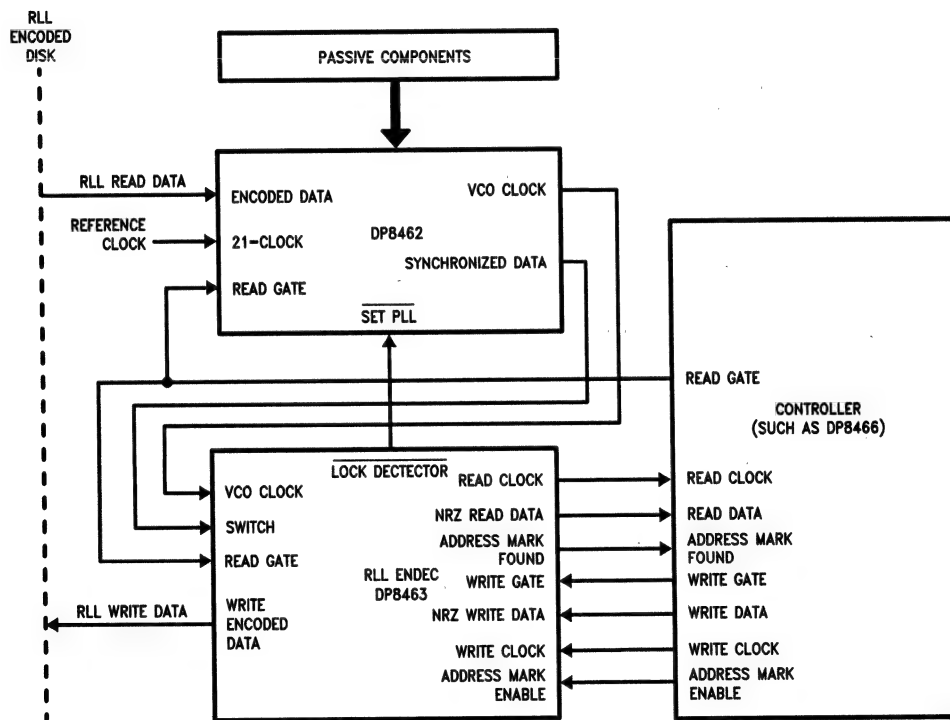 RLL
ENCODED
DISK
PASSIVE COMPONENTS
RLL READ DATA
REFERENCE
CLOCK
ENCODED DATA
21-CLOCK
READ GATE
DP8462
VCO CLOCK
SYNCHRONIZED DATA
SET PLL
READ GATE
CONTROLLER
(SUCH AS DP8466)
LOCK DECTECTOR
VCO CLOCK
SWITCH
READ GATE
WRITE
ENCODED
DATA
RLL WRITE DATA
RLL ENDEC
DP8463
READ CLOCK
NRZ READ DATA
ADDRESS MARK
FOUND
WRITE GATE
NRZ WRITE DATA
WRITE CLOCK
ADDRESS MARK
ENABLE
READ CLOCK
READ DATA
ADDRESS MARK
FOUND
WRITE GATE
WRITE DATA
WRITE CLOCK
ADDRESS MARK
ENABLE